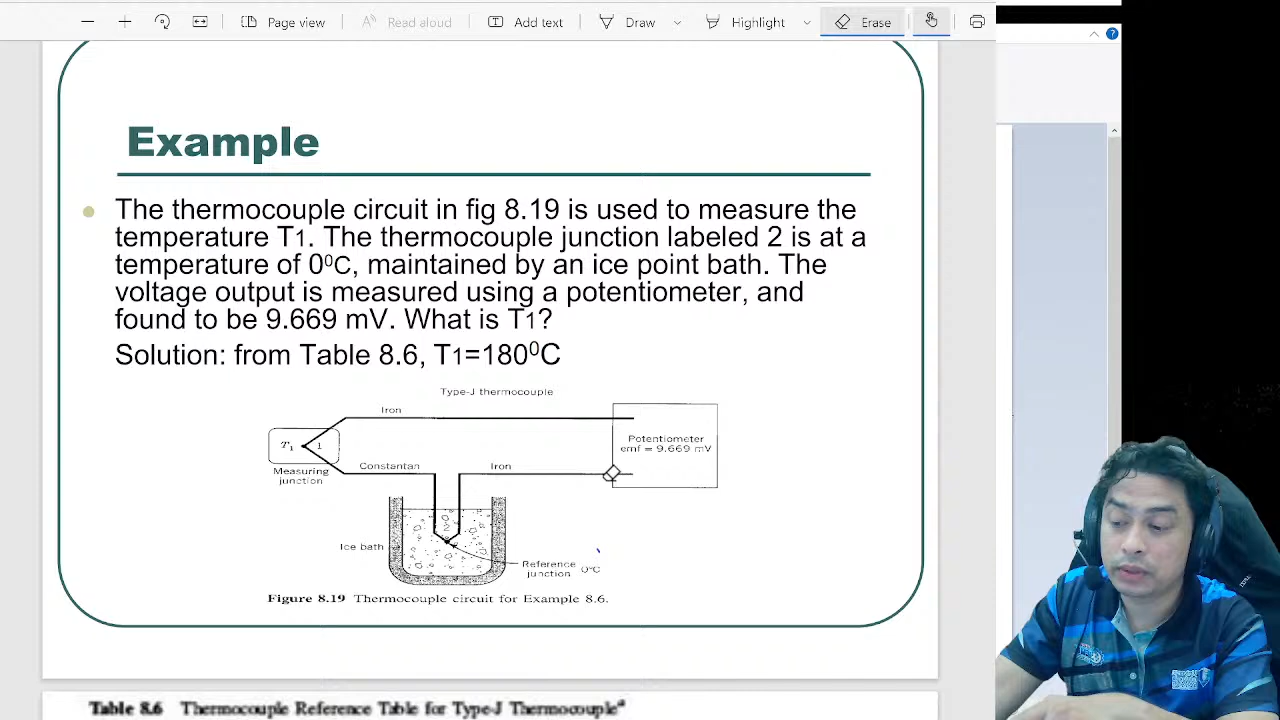 Page view
Read aloud
Add text
Draw
Highlight
Erase
Example
The thermocouple circuit in fig 8.19 is used to measure the
temperature T1. The thermocouple junction labeled 2 is at a
temperature of 0⁰C, maintained by an ice point bath. The
voltage output is measured using a potentiometer, and
found to be 9.669 mV. What is T1?
Solution: from Table 8.6, T1=180⁰C
Type-J thermocouple
Iron
T1
1
Potentiometer
emf = 9.669 mV
Measuring
junction
Constantan
Iron
Ice bath
Reference
junction
0°C
Figure 8.19 Thermocouple circuit for Example 8.6.
Table 8.6 Thermocouple Reference Table for Type-J Thermocouple^a